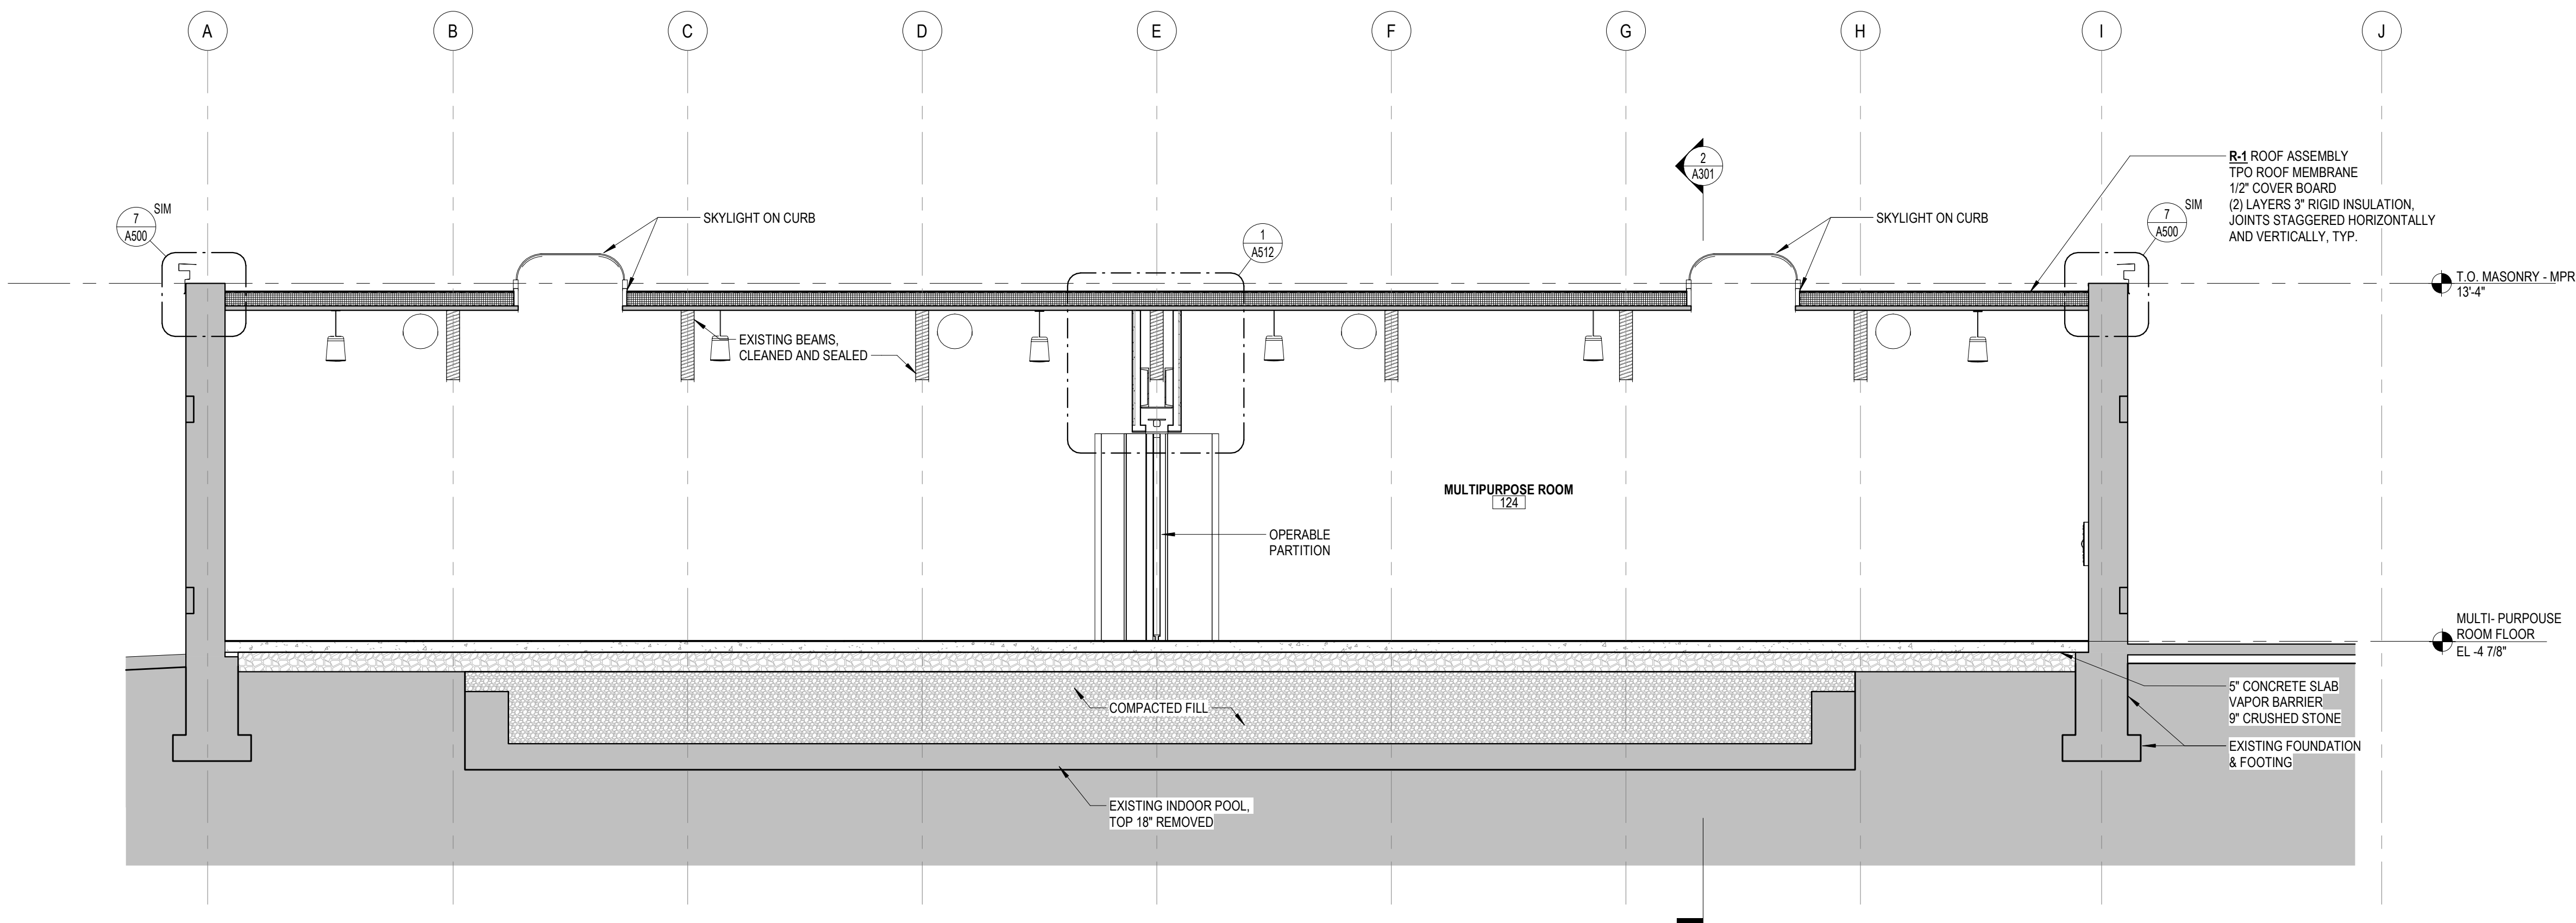 A
B
C
D
E
F
G
H
I
J
2
A301
R-1 ROOF ASSEMBLY
TPO ROOF MEMBRANE
1/2" COVER BOARD
(2) LAYERS 3" RIGID INSULATION,
JOINTS STAGGERED HORIZONTALLY
AND VERTICALLY, TYP.
7
A500
SIM
SKYLIGHT ON CURB
1
A512
SKYLIGHT ON CURB
7
A500
SIM
T.O. MASONRY - MPR
13'-4"
EXISTING BEAMS,
CLEANED AND SEALED
MULTIPURPOSE ROOM
124
OPERABLE
PARTITION
MULTI- PURPOUSE
ROOM FLOOR
EL -4 7/8"
5" CONCRETE SLAB
VAPOR BARRIER
9" CRUSHED STONE
COMPACTED FILL
EXISTING FOUNDATION
& FOOTING
EXISTING INDOOR POOL,
TOP 18" REMOVED